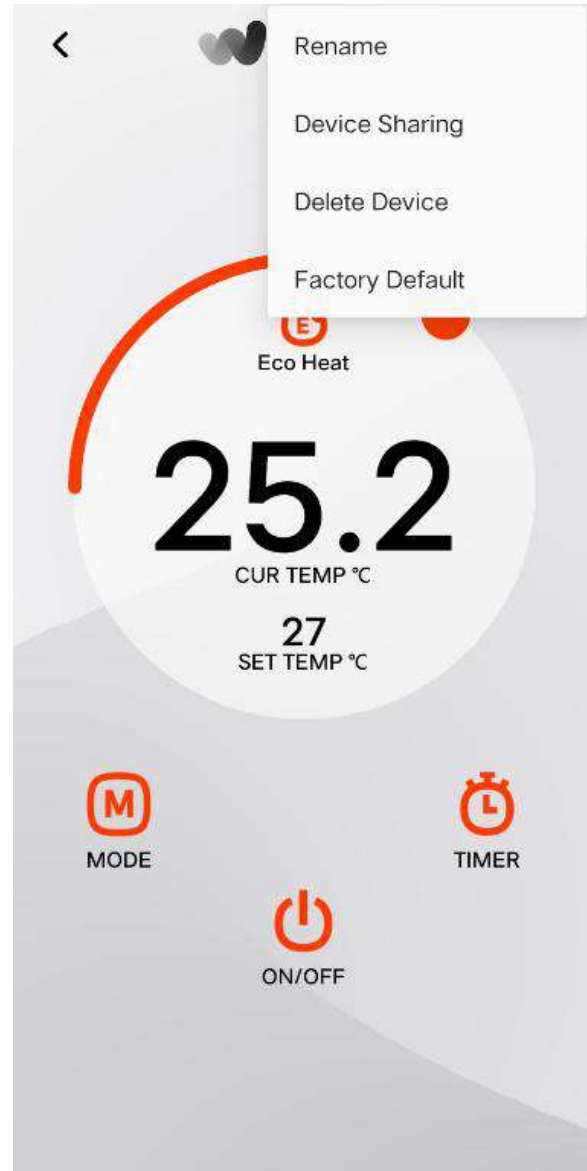 Rename
Device Sharing
Delete Device
Factory Default
E
Eco Heat
25.2
CUR TEMP °C
27
SET TEMP °C
M
MODE
TIMER
ON/OFF